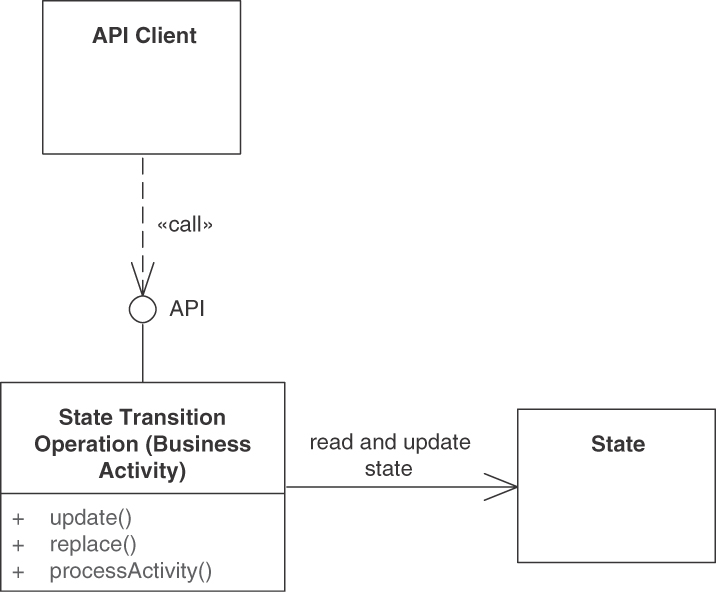 API Client
«call»
API
State Transition
Operation (Business
Activity)
read and update
state
State
+ update()
+ replace()
+ processActivity()